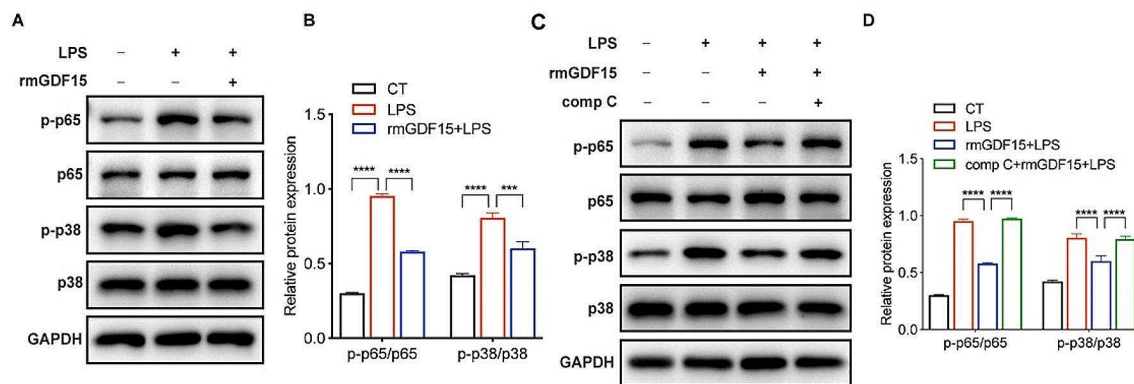 A
LPS – + +
rmGDF15 – – +
p-p65
p65
p-p38
p38
GAPDH
B
CT
LPS
rmGDF15+LPS
Relative protein expression
1.5
1.0
0.5
0.0
**** ****
**** ***
p-p65/p65 p-p38/p38
C
LPS – + + +
rmGDF15 – – + +
comp C – – – +
p-p65
p65
p-p38
p38
GAPDH
D
CT
LPS
rmGDF15+LPS
comp C+rmGDF15+LPS
Relative protein expression
1.5
1.0
0.5
0.0
**** ****
**** ****
p-p65/p65 p-p38/p38